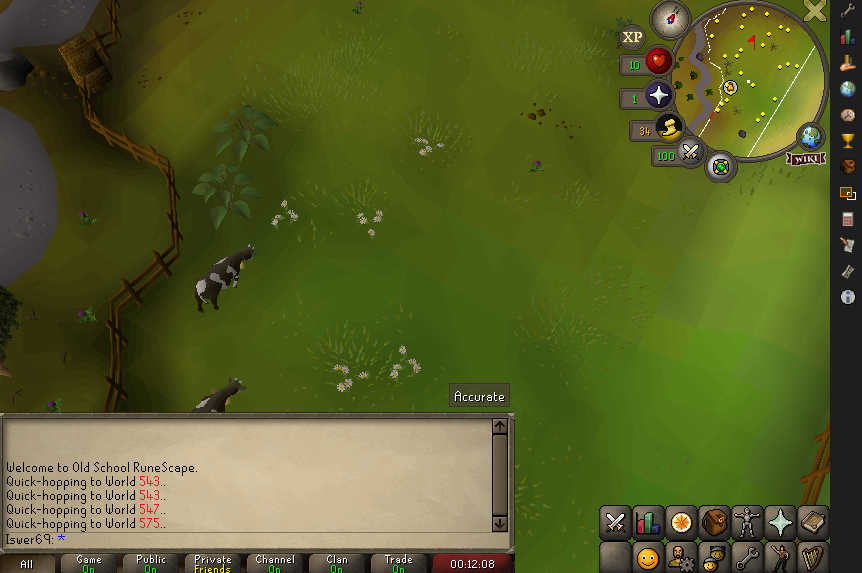 XP
10
1
34
100
WIKI
Accurate
Welcome to Old School RuneScape.
Quick-hopping to World 543..
Quick-hopping to World 543..
Quick-hopping to World 547..
Quick-hopping to World 575..
Iswer69: *
All
Game On
Public On
Private Friends
Channel On
Clan On
Trade On
00:12:08